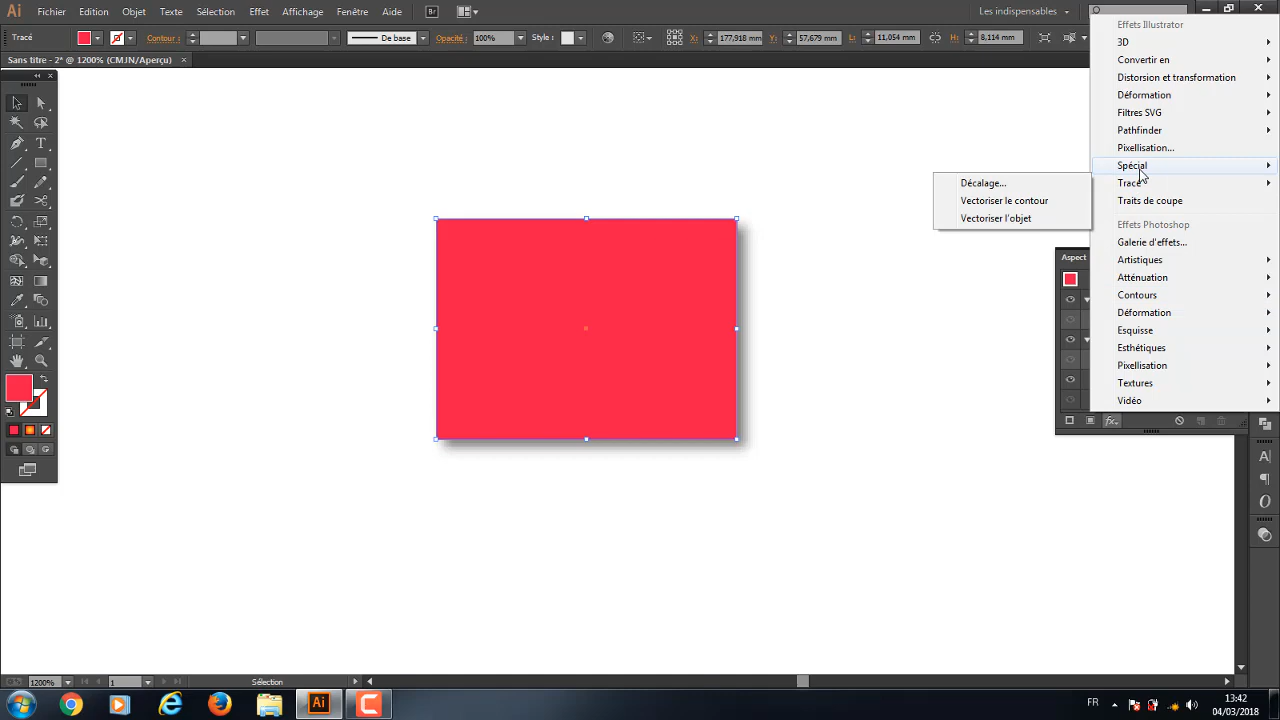 Ai Fichier Edition Objet Texte Sélection Effet Affichage Fenêtre Aide Br Les indispensables
Tracé Contour : De base Opacité : 100% Style : X: 177,918 mm Y: 57,679 mm L: 11,054 mm H: 8,114 mm
Sans titre - 2* @ 1200% (CMJN/Aperçu) ×
Effets Illustrator
3D
Convertir en
Distorsion et transformation
Déformation
Filtres SVG
Pathfinder
Pixellisation...
Spécial
Tracé
Traits de coupe
Effets Photoshop
Galerie d'effets...
Artistiques
Atténuation
Contours
Déformation
Esquisse
Esthétiques
Pixellisation
Textures
Vidéo
Décalage...
Vectoriser le contour
Vectoriser l'objet
Aspect
fx
1200% 1 Sélection
Ai FR 13:42
04/03/2018